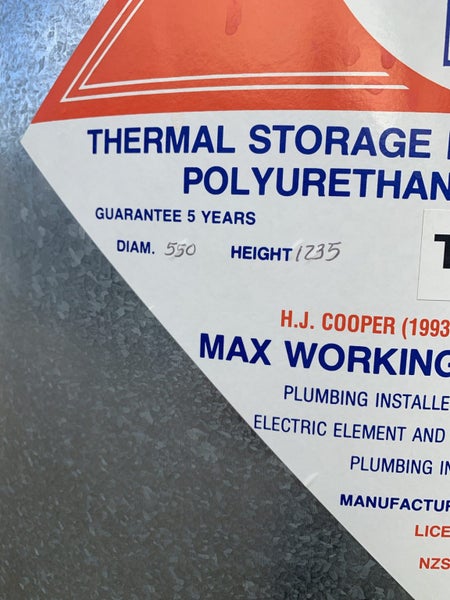 THERMAL STORAGE
POLYURETHAN
GUARANTEE 5 YEARS
DIAM. 550 HEIGHT 1235
T
H.J. COOPER (1993
MAX WORKING
PLUMBING INSTALLE
ELECTRIC ELEMENT AND
PLUMBING IN
MANUFACTUR
LICE
NZS